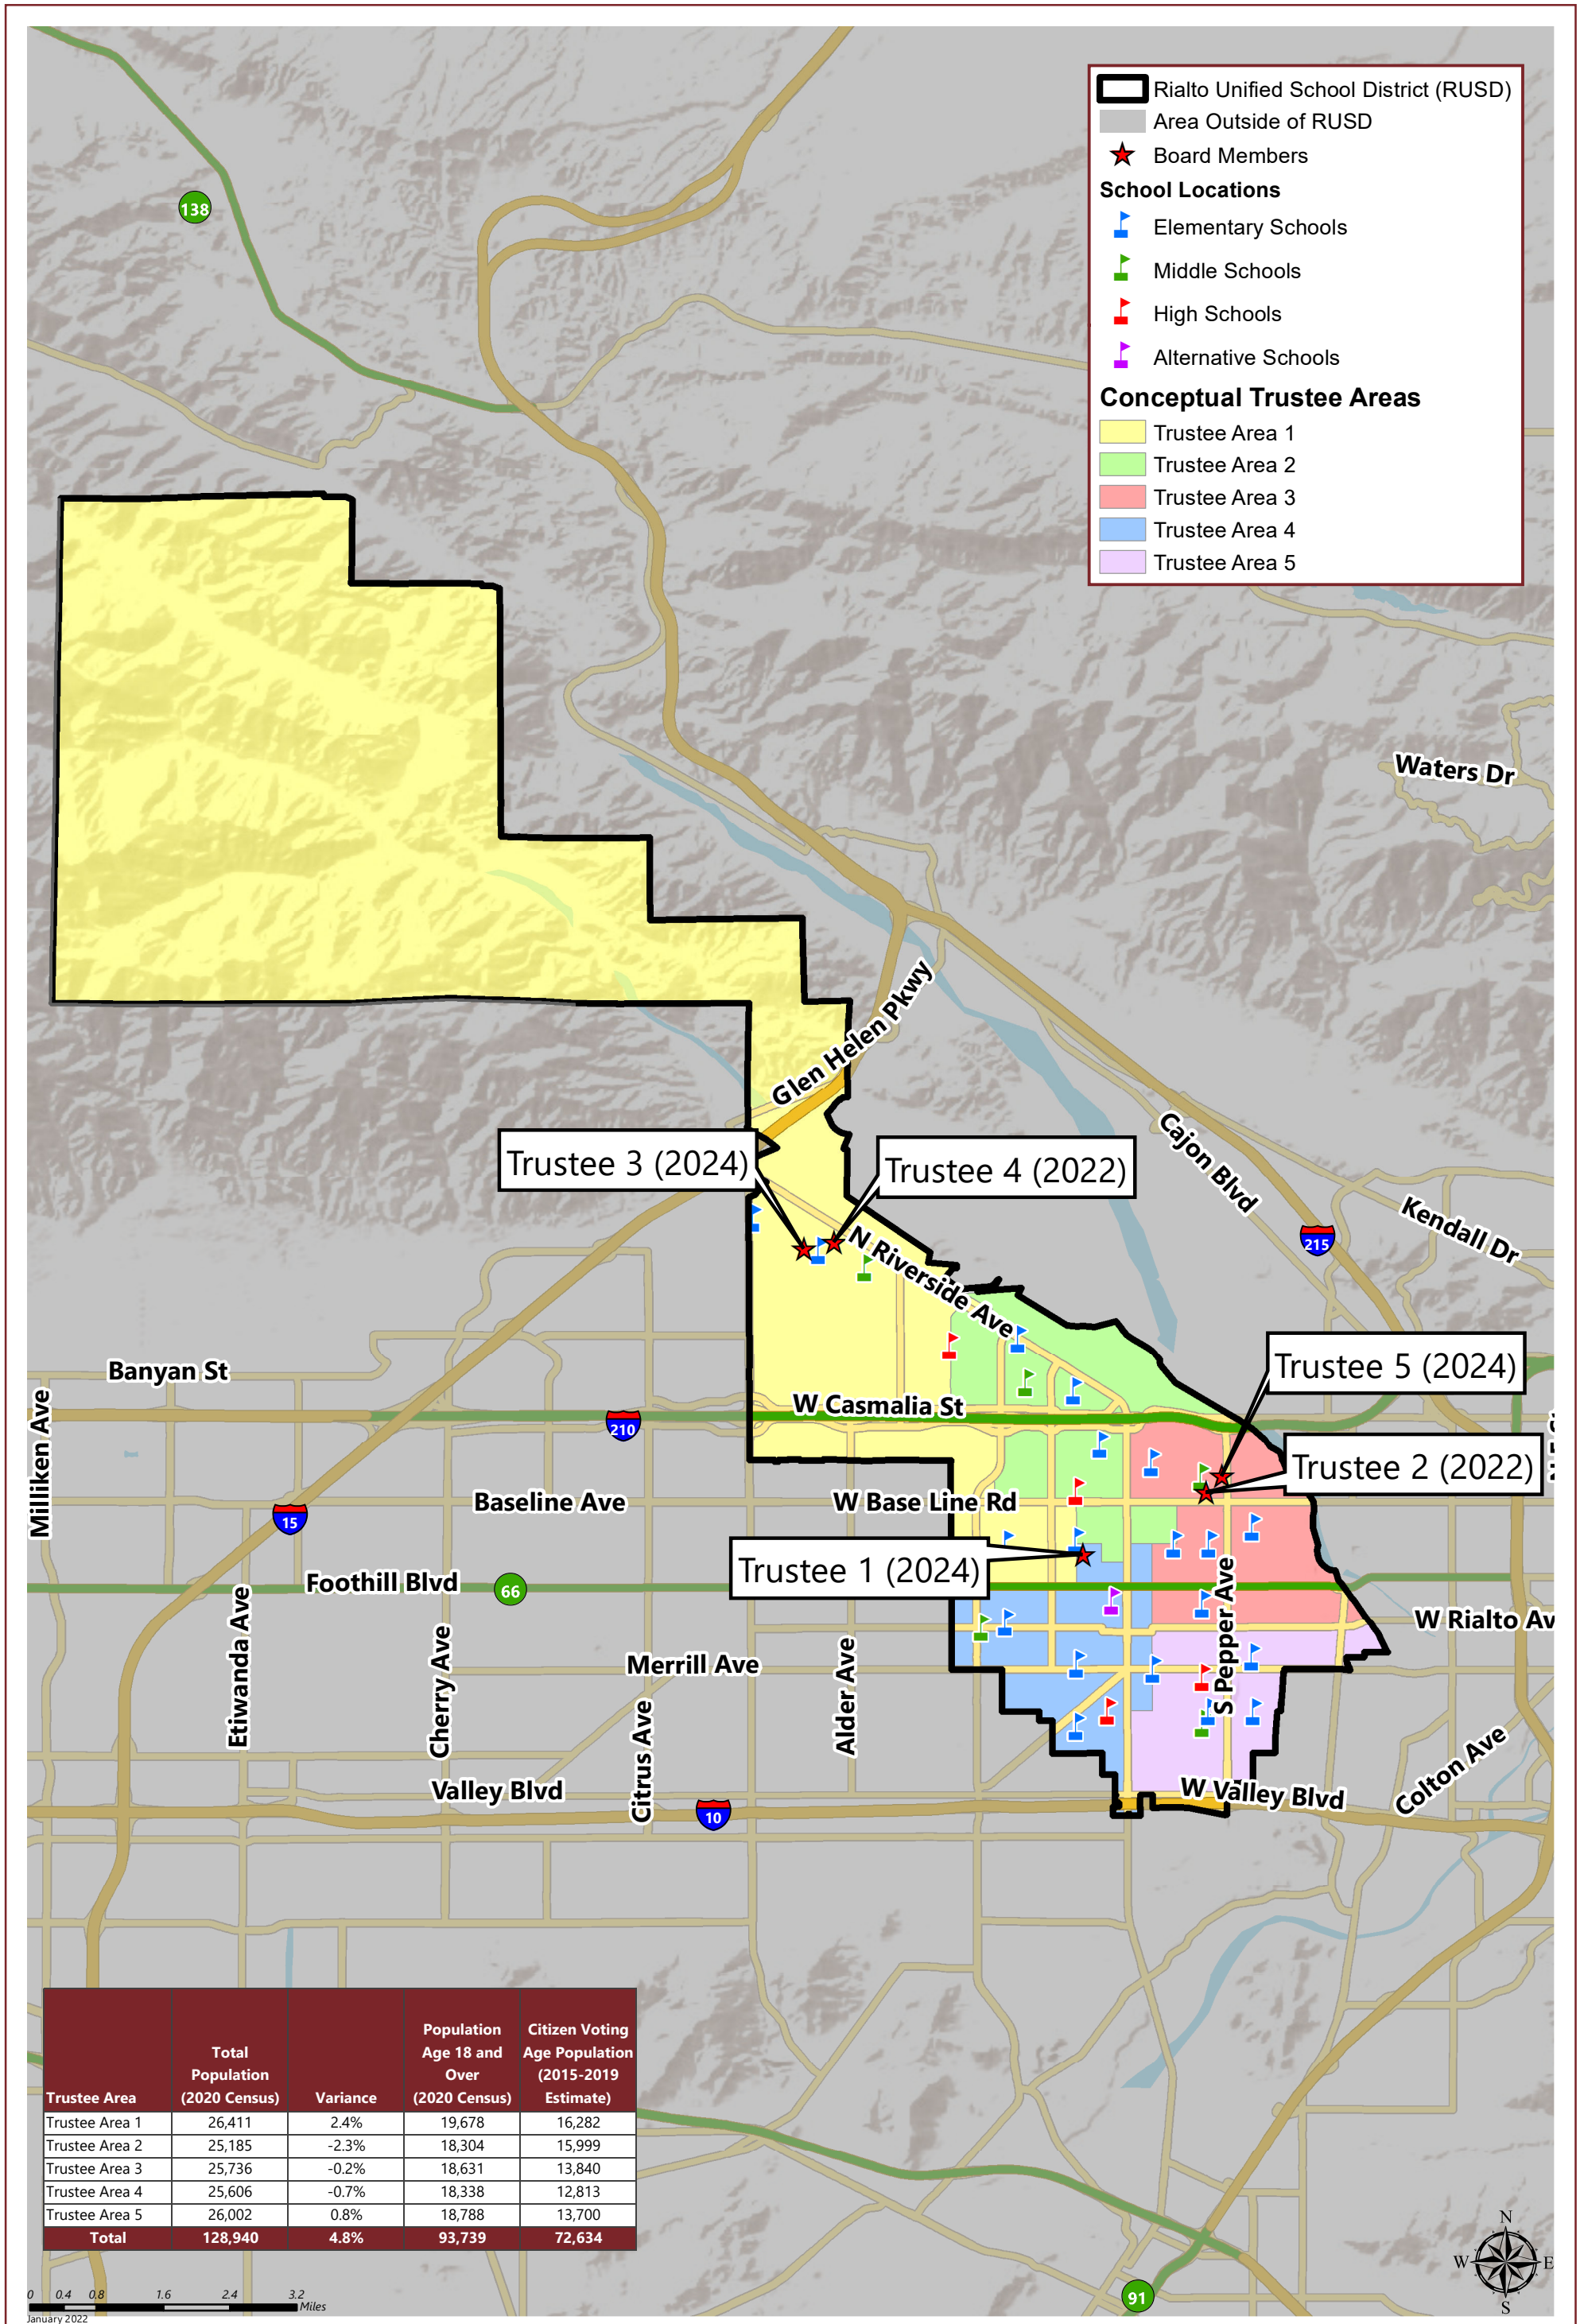 Rialto Unified School District (RUSD)
Area Outside of RUSD
Board Members
School Locations
Elementary Schools
Middle Schools
High Schools
Alternative Schools
Conceptual Trustee Areas
Trustee Area 1
Trustee Area 2
Trustee Area 3
Trustee Area 4
Trustee Area 5
138
Waters Dr
Glen Helen Pkwy
Cajon Blvd
Trustee 3 (2024)
Trustee 4 (2022)
Kendall Dr
215
N Riverside Ave
Trustee 5 (2024)
Banyan St
W Casmalia St
210
Milliken Ave
Trustee 2 (2022)
Baseline Ave
W Base Line Rd
15
Trustee 1 (2024)
Foothill Blvd
66
S Pepper Ave
Etiwanda Ave
W Rialto Av
Cherry Ave
Merrill Ave
Alder Ave
Citrus Ave
Valley Blvd
W Valley Blvd
Colton Ave
10
Trustee Area Total Population (2020 Census) Variance Population Age 18 and Over (2020 Census) Citizen Voting Age Population (2015-2019 Estimate)
Trustee Area 1 26,411 2.4% 19,678 16,282
Trustee Area 2 25,185 -2.3% 18,304 15,999
Trustee Area 3 25,736 -0.2% 18,631 13,840
Trustee Area 4 25,606 -0.7% 18,338 12,813
Trustee Area 5 26,002 0.8% 18,788 13,700
Total 128,940 4.8% 93,739 72,634
N
W E
S
91
0 0.4 0.8 1.6 2.4 3.2
Miles
January 2022